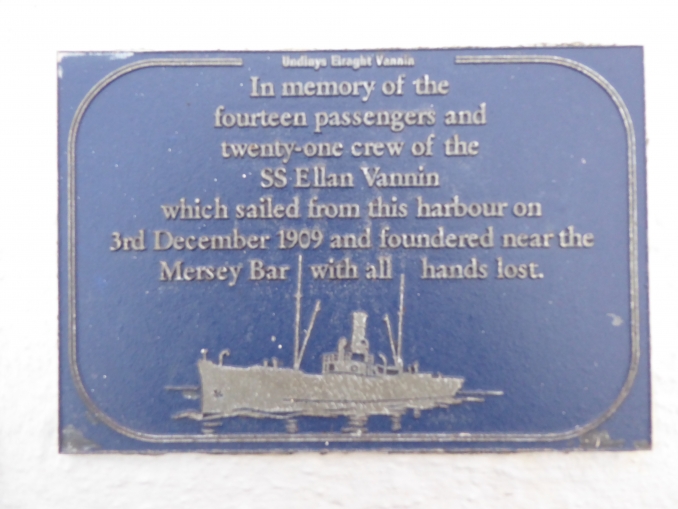 Undinys Eiraght Vannin
In memory of the
fourteen passengers and
twenty-one crew of the
SS Ellan Vannin
which sailed from this harbour on
3rd December 1909 and foundered near the
Mersey Bar with all hands lost.